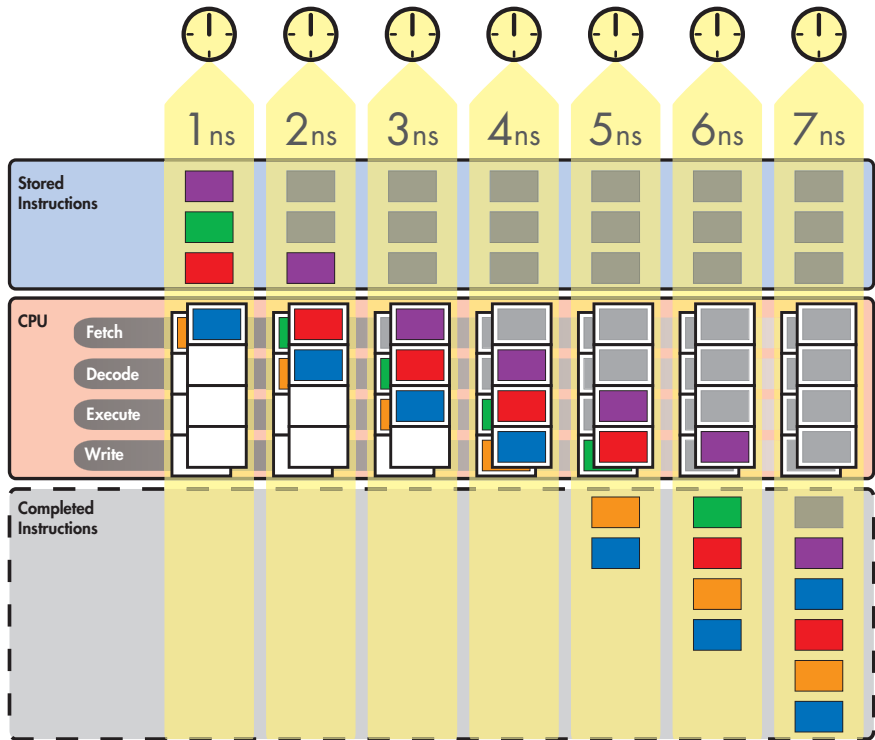 1ns 2ns 3ns 4ns 5ns 6ns 7ns
Stored
Instructions
CPU
Fetch
Decode
Execute
Write
Completed
Instructions